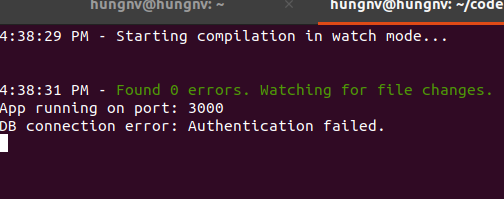 hungnv@hungnv: ~ × hungnv@hungnv: ~/code
4:38:29 PM - Starting compilation in watch mode...
4:38:31 PM - Found 0 errors. Watching for file changes.
App running on port: 3000
DB connection error: Authentication failed.